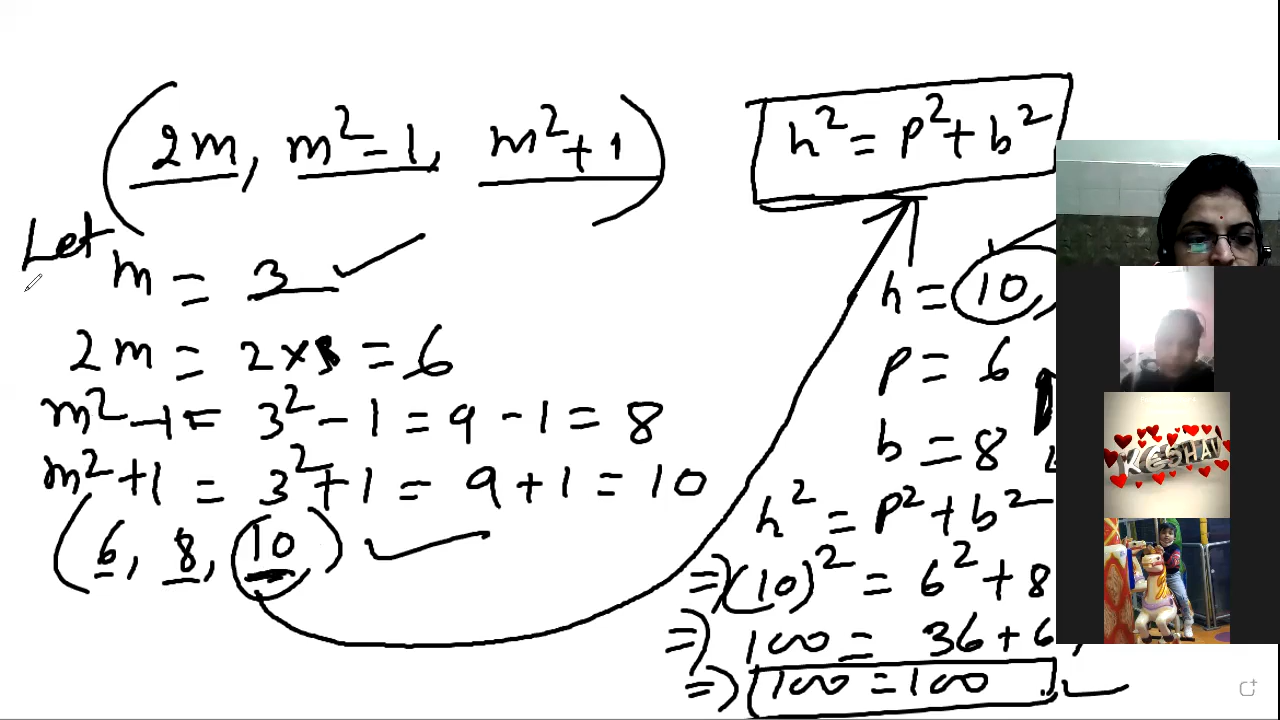 (2m, m²-1, m²+1)
Let m = 3
2m = 2× = 6
m²-1 = 3²-1 = 9-1 = 8
m²+1 = 3²+1 = 9+1 = 10
(6, 8, 10)
h² = p²+b²
h = 10,
p = 6
b = 8
h² = p²+b²
=> (10)² = 6²+8
=> 100 = 36+6
=> 100 = 100
KESHAV